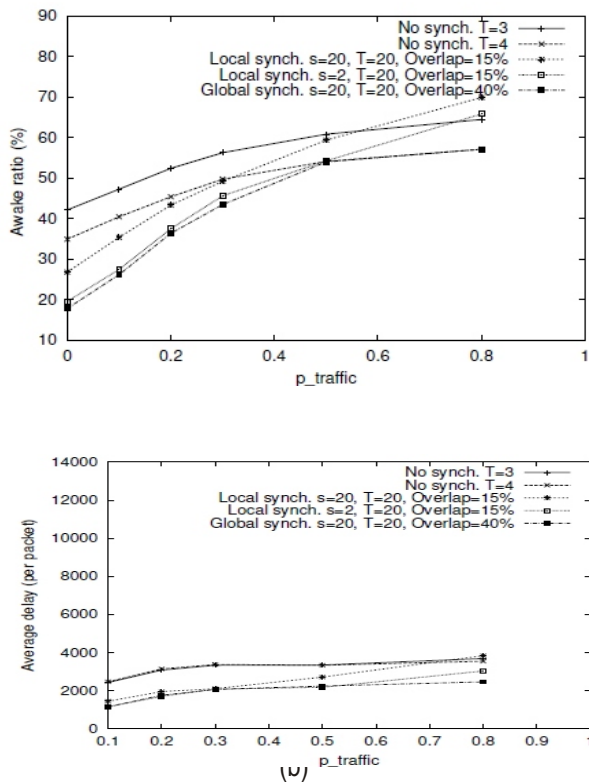 No synch. T=3
No synch. T=4
Local synch. s=20, T=20, Overlap=15%
Local synch. s=2, T=20, Overlap=15%
Global synch. s=20, T=20, Overlap=40%
Awake ratio (%)
80
70
60
50
40
30
20
10
0 0.2 0.4 0.6 0.8 1
p_traffic
No synch. T=3
No synch. T=4
Local synch. s=20, T=20, Overlap=15%
Local synch. s=2, T=20, Overlap=15%
Global synch. s=20, T=20, Overlap=40%
Average delay (per packet)
14000
12000
10000
8000
6000
4000
2000
0
0.1 0.2 0.3 0.4 0.5 0.6 0.7 0.8 0.9 1
p_traffic
(b)